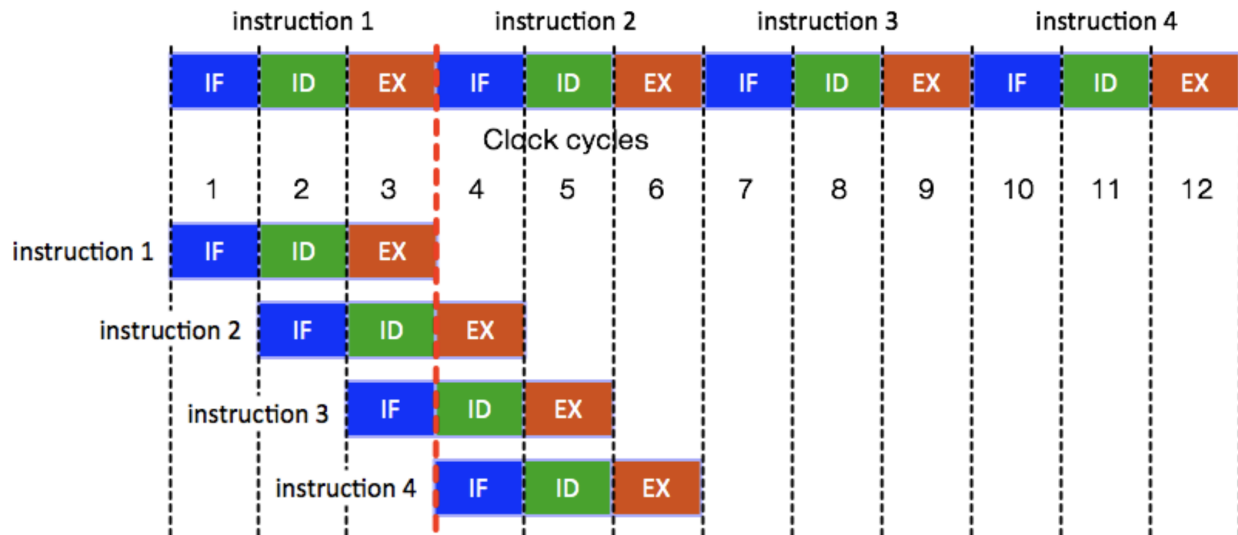 instruction 1 instruction 2 instruction 3 instruction 4
IF ID EX IF ID EX IF ID EX IF ID EX
Clock cycles
1 2 3 4 5 6 7 8 9 10 11 12
instruction 1 IF ID EX
instruction 2 IF ID EX
instruction 3 IF ID EX
instruction 4 IF ID EX